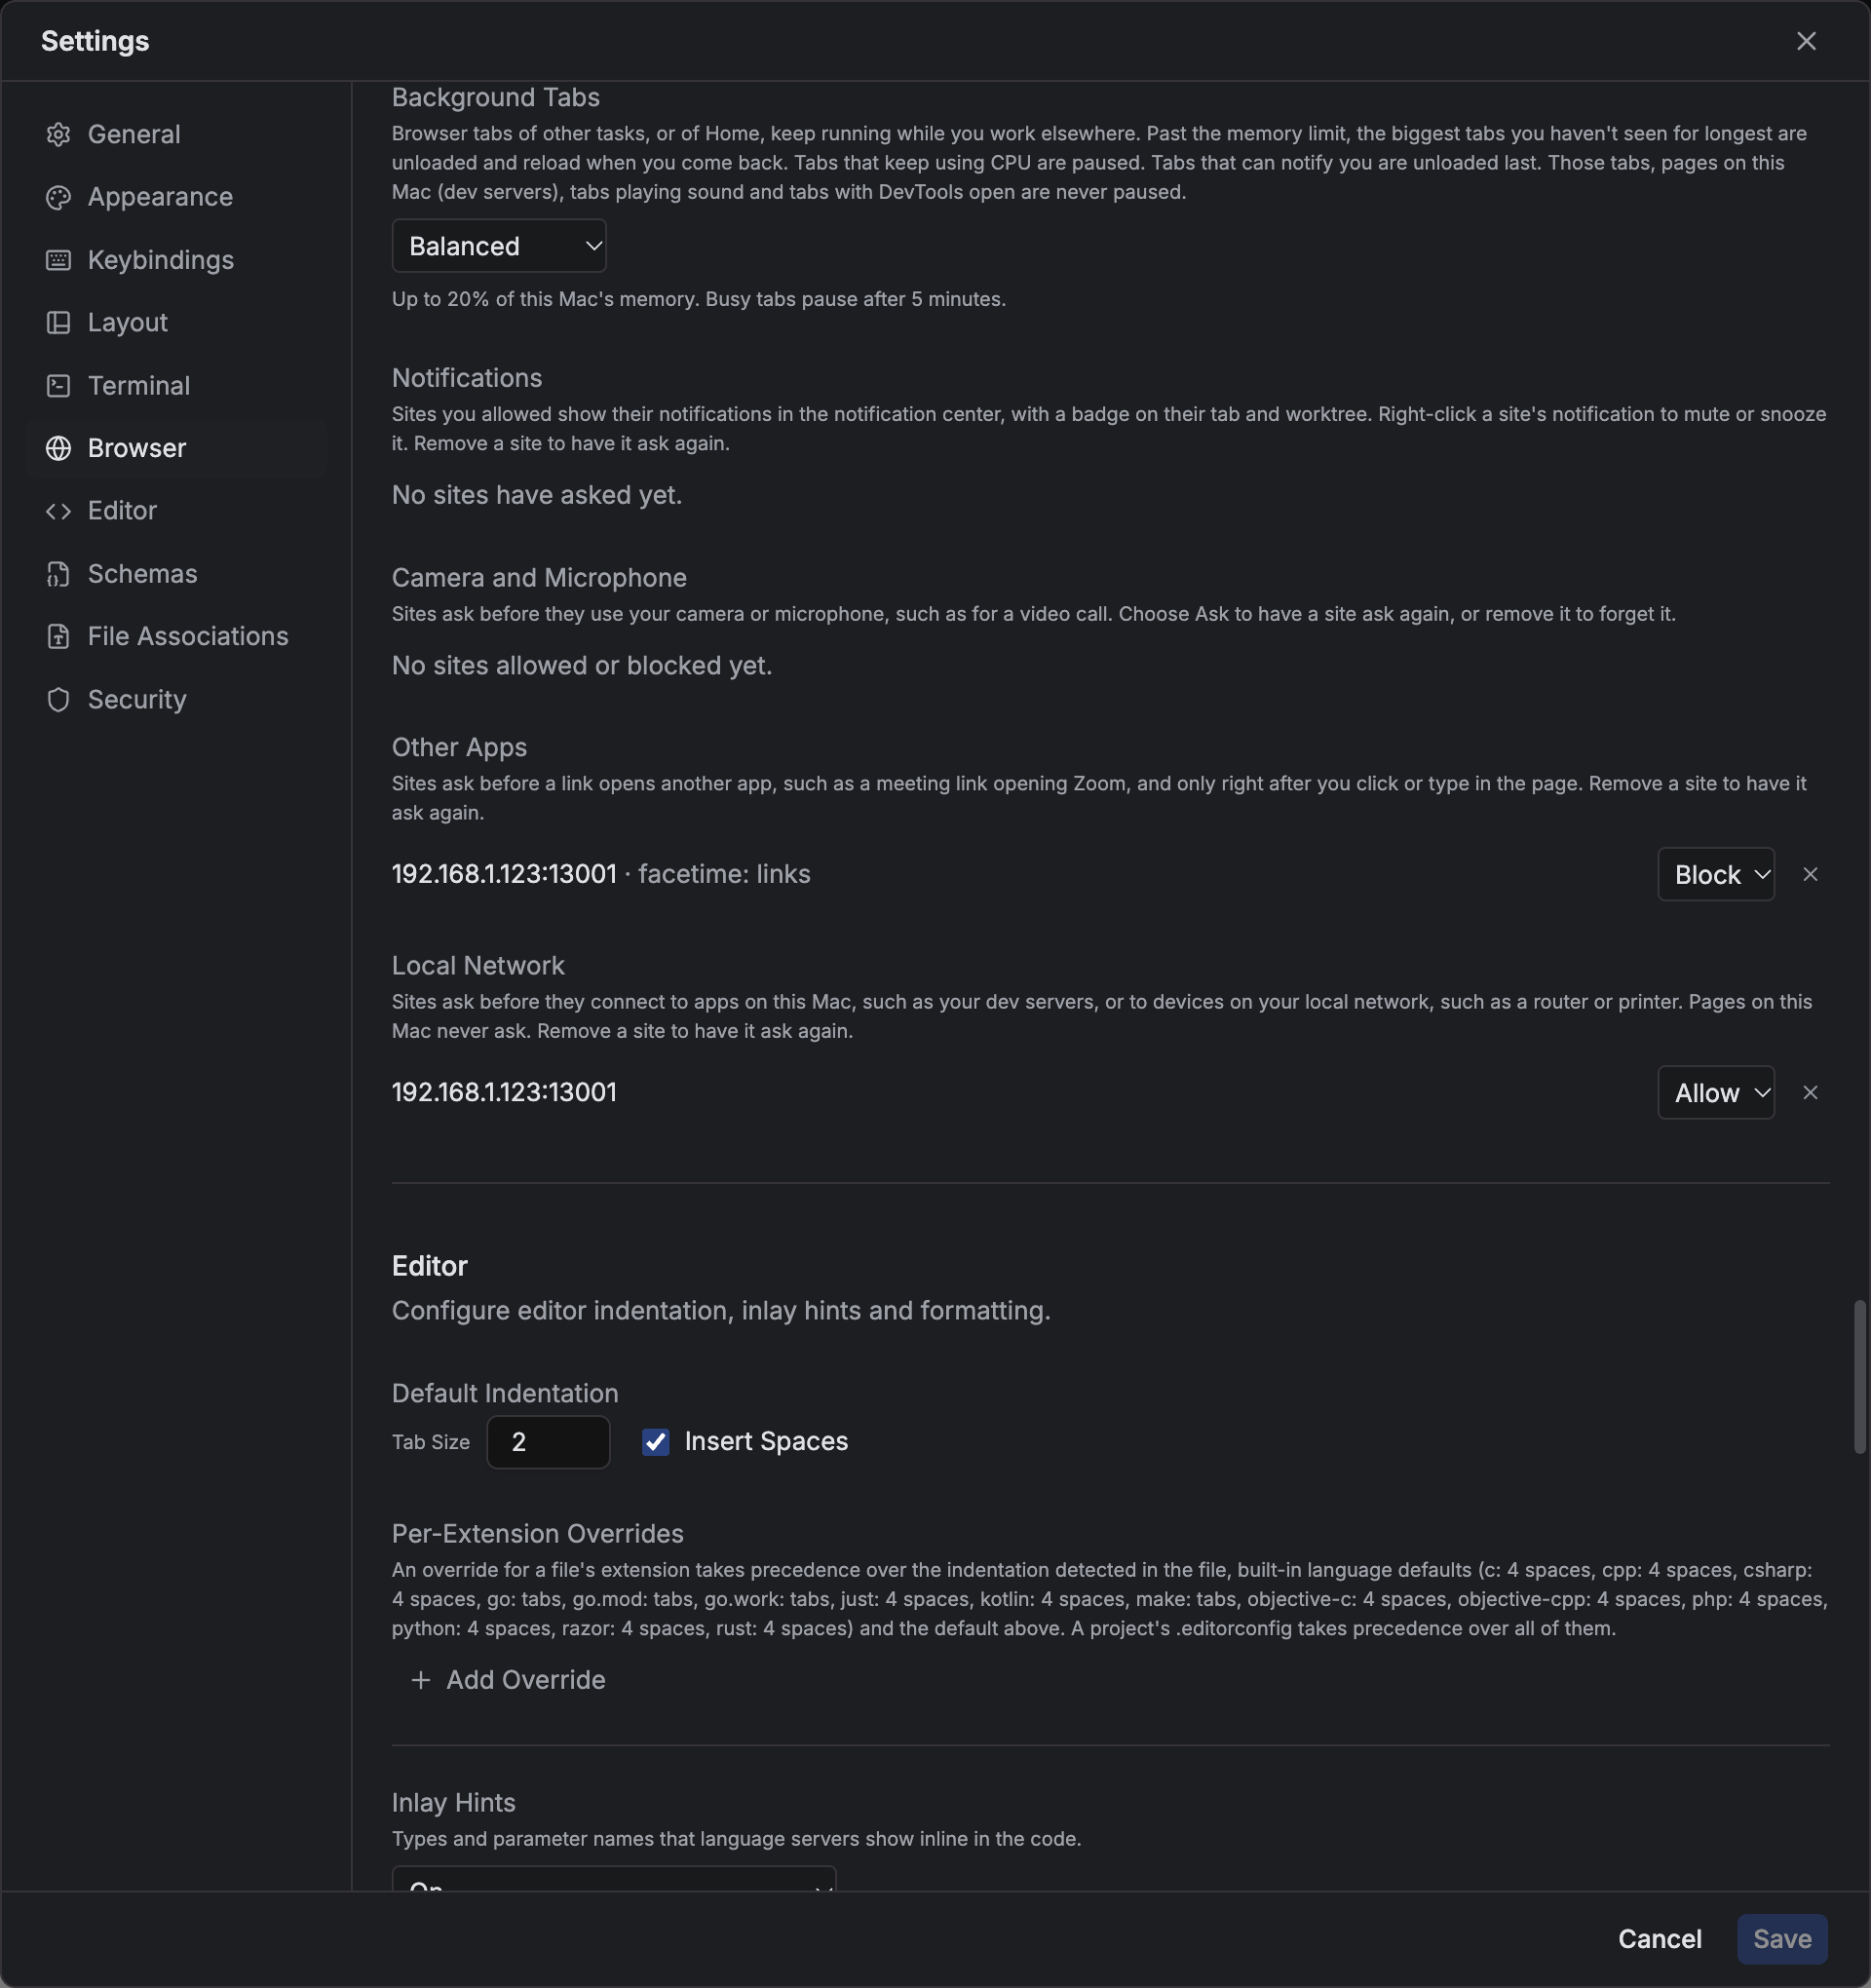 Settings
General
Appearance
Keybindings
Layout
Terminal
Browser
Editor
Schemas
File Associations
Security
Background Tabs
Browser tabs of other tasks, or of Home, keep running while you work elsewhere. Past the memory limit, the biggest tabs you haven't seen for longest are
unloaded and reload when you come back. Tabs that keep using CPU are paused. Tabs that can notify you are unloaded last. Those tabs, pages on this
Mac (dev servers), tabs playing sound and tabs with DevTools open are never paused.
Balanced
Up to 20% of this Mac's memory. Busy tabs pause after 5 minutes.
Notifications
Sites you allowed show their notifications in the notification center, with a badge on their tab and worktree. Right-click a site's notification to mute or snooze
it. Remove a site to have it ask again.
No sites have asked yet.
Camera and Microphone
Sites ask before they use your camera or microphone, such as for a video call. Choose Ask to have a site ask again, or remove it to forget it.
No sites allowed or blocked yet.
Other Apps
Sites ask before a link opens another app, such as a meeting link opening Zoom, and only right after you click or type in the page. Remove a site to have it
ask again.
192.168.1.123:13001 · facetime: links
Block
Local Network
Sites ask before they connect to apps on this Mac, such as your dev servers, or to devices on your local network, such as a router or printer. Pages on this
Mac never ask. Remove a site to have it ask again.
192.168.1.123:13001
Allow
Editor
Configure editor indentation, inlay hints and formatting.
Default Indentation
Tab Size 2 Insert Spaces
Per-Extension Overrides
An override for a file's extension takes precedence over the indentation detected in the file, built-in language defaults (c: 4 spaces, cpp: 4 spaces, csharp:
4 spaces, go: tabs, go.mod: tabs, go.work: tabs, just: 4 spaces, kotlin: 4 spaces, make: tabs, objective-c: 4 spaces, objective-cpp: 4 spaces, php: 4 spaces,
python: 4 spaces, razor: 4 spaces, rust: 4 spaces) and the default above. A project's .editorconfig takes precedence over all of them.
+ Add Override
Inlay Hints
Types and parameter names that language servers show inline in the code.
On
Cancel
Save